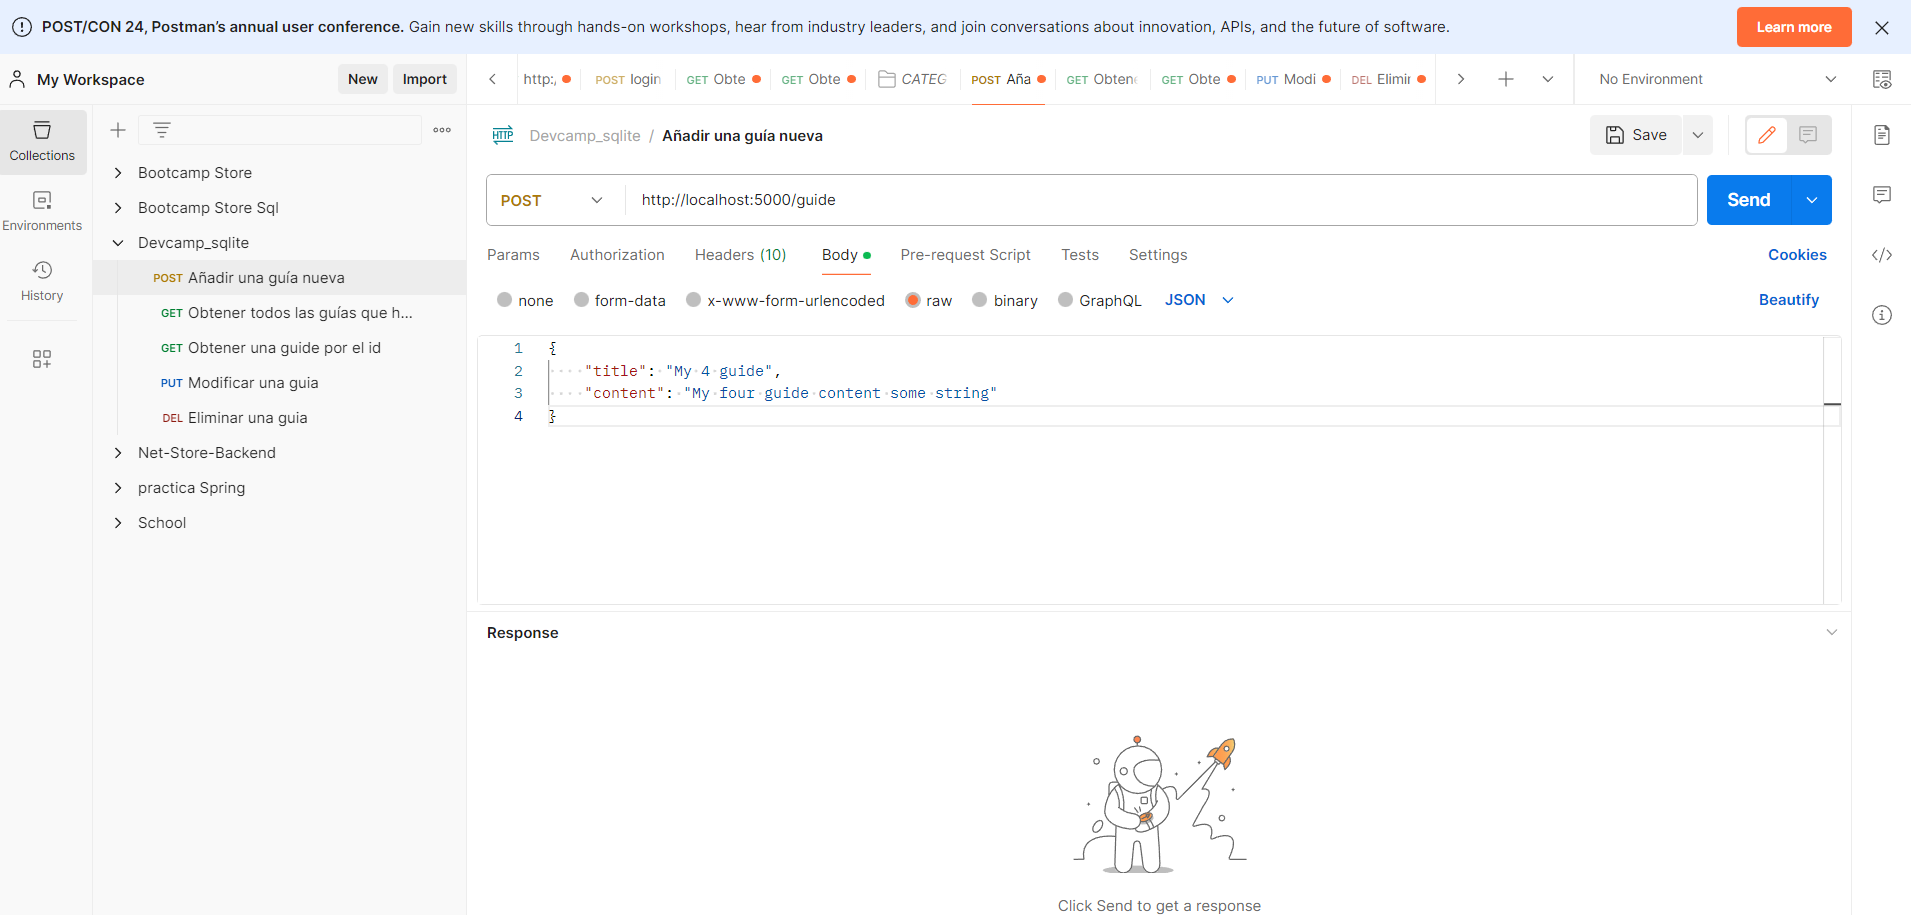 POST/CON 24, Postman's annual user conference. Gain new skills through hands-on workshops, hear from industry leaders, and join conversations about innovation, APIs, and the future of software.
Learn more
My Workspace
New
Import
http:/
POST login
GET Obte
GET Obte
CATEG
POST Aña
GET Obten
GET Obte
PUT Modi
DEL Elimir
No Environment
Collections
Environments
History
Bootcamp Store
Bootcamp Store Sql
Devcamp_sqlite
POST Añadir una guía nueva
GET Obtener todos las guías que h...
GET Obtener una guide por el id
PUT Modificar una guia
DEL Eliminar una guia
Net-Store-Backend
practica Spring
School
HTTP Devcamp_sqlite / Añadir una guía nueva
Save
POST
http://localhost:5000/guide
Send
Params
Authorization
Headers (10)
Body
Pre-request Script
Tests
Settings
Cookies
none
form-data
x-www-form-urlencoded
raw
binary
GraphQL
JSON
Beautify
1 {
2 "title": "My 4 guide",
3 "content": "My four guide content some string"
4 }
Response
Click Send to get a response